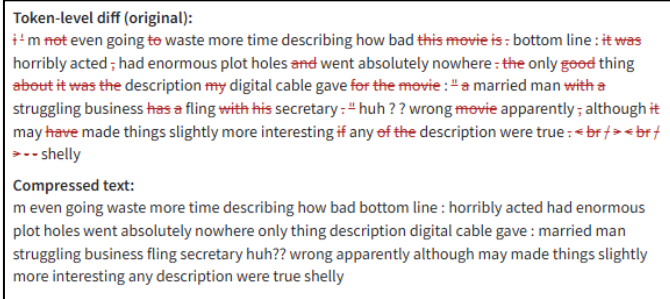 Token-level diff (original):
i ' m not even going to waste more time describing how bad this movie is . bottom line : it was
horribly acted , had enormous plot holes and went absolutely nowhere . the only good thing
about it was the description my digital cable gave for the movie : " a married man with a
struggling business has a fling with his secretary . " huh ? ? wrong movie apparently , although it
may have made things slightly more interesting if any of the description were true . < br / > < br /
> - - shelly
Compressed text:
m even going waste more time describing how bad bottom line : horribly acted had enormous
plot holes went absolutely nowhere only thing description digital cable gave : married man
struggling business fling secretary huh?? wrong apparently although may made things slightly
more interesting any description were true shelly